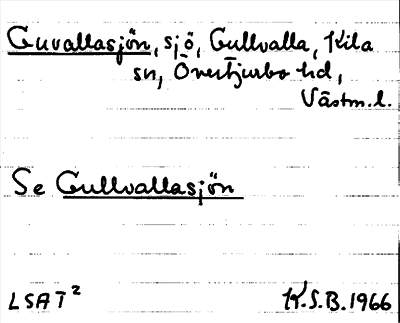 Guvallasjön, sjö, Gullvalla, Kila
sn, Övertjurbo hd,
Västm.l.
Se Gullvallasjön
LSAT²
K.S.B.1966